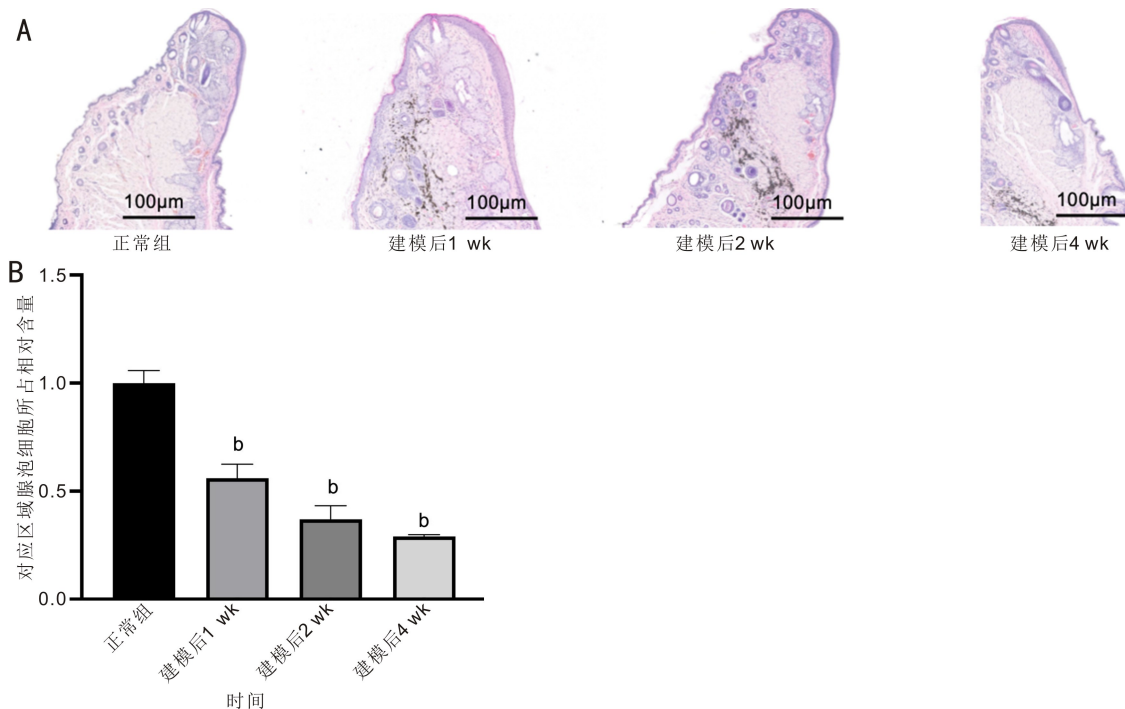 A
100μm
100μm
100μm
100μm
正常组
建模后1 wk
建模后2 wk
建模后4 wk
B
对应区域腺泡细胞所占相对含量
1.5
1.0
0.5
0.0
b
b
b
正常组
建模后1 wk
建模后2 wk
建模后4 wk
时间